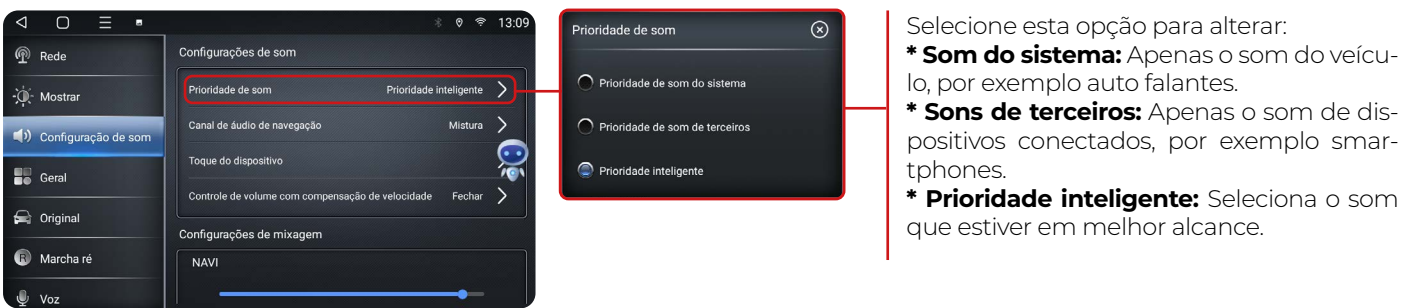 13:09
Rede
Mostrar
Configuração de som
Geral
Original
Marcha ré
Voz
Configurações de som
Prioridade de som Prioridade inteligente
Canal de áudio de navegação Mistura
Toque do dispositivo
Controle de volume com compensação de velocidade Fechar
Configurações de mixagem
NAVI
Prioridade de som
Prioridade de som do sistema
Prioridade de som de terceiros
Prioridade inteligente
Selecione esta opção para alterar:
* Som do sistema: Apenas o som do veícu-
lo, por exemplo auto falantes.
* Sons de terceiros: Apenas o som de dis-
positivos conectados, por exemplo smar-
tphones.
* Prioridade inteligente: Seleciona o som
que estiver em melhor alcance.